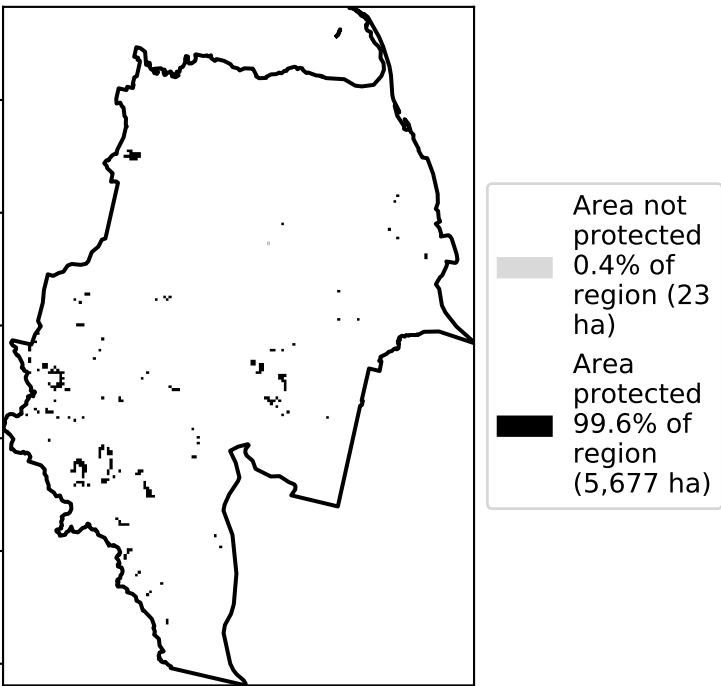 Area not
protected
0.4% of
region (23
ha)
Area
protected
99.6% of
region
(5,677 ha)